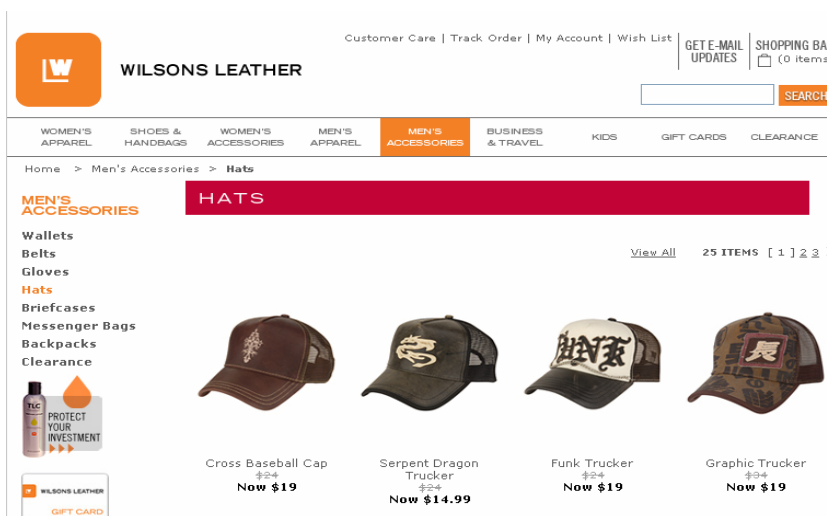 Customer Care | Track Order | My Account | Wish List
GET E-MAIL
UPDATES
SHOPPING BA
(0 items
LW
WILSONS LEATHER
SEARCH
WOMEN'S
APPAREL
SHOES &
HANDBAGS
WOMEN'S
ACCESSORIES
MEN'S
APPAREL
MEN'S
ACCESSORIES
BUSINESS
& TRAVEL
KIDS
GIFT CARDS
CLEARANCE
Home > Men's Accessories > Hats
MEN'S
ACCESSORIES
HATS
Wallets
Belts
Gloves
Hats
Briefcases
Messenger Bags
Backpacks
Clearance
View All 25 ITEMS [ 1 ] 2 3
FUNK
TLC
PROTECT
YOUR
INVESTMENT
WILSONS LEATHER
GIFT CARD
Cross Baseball Cap
$24
Now $19
Serpent Dragon
Trucker
$24
Now $14.99
Funk Trucker
$24
Now $19
Graphic Trucker
$34
Now $19